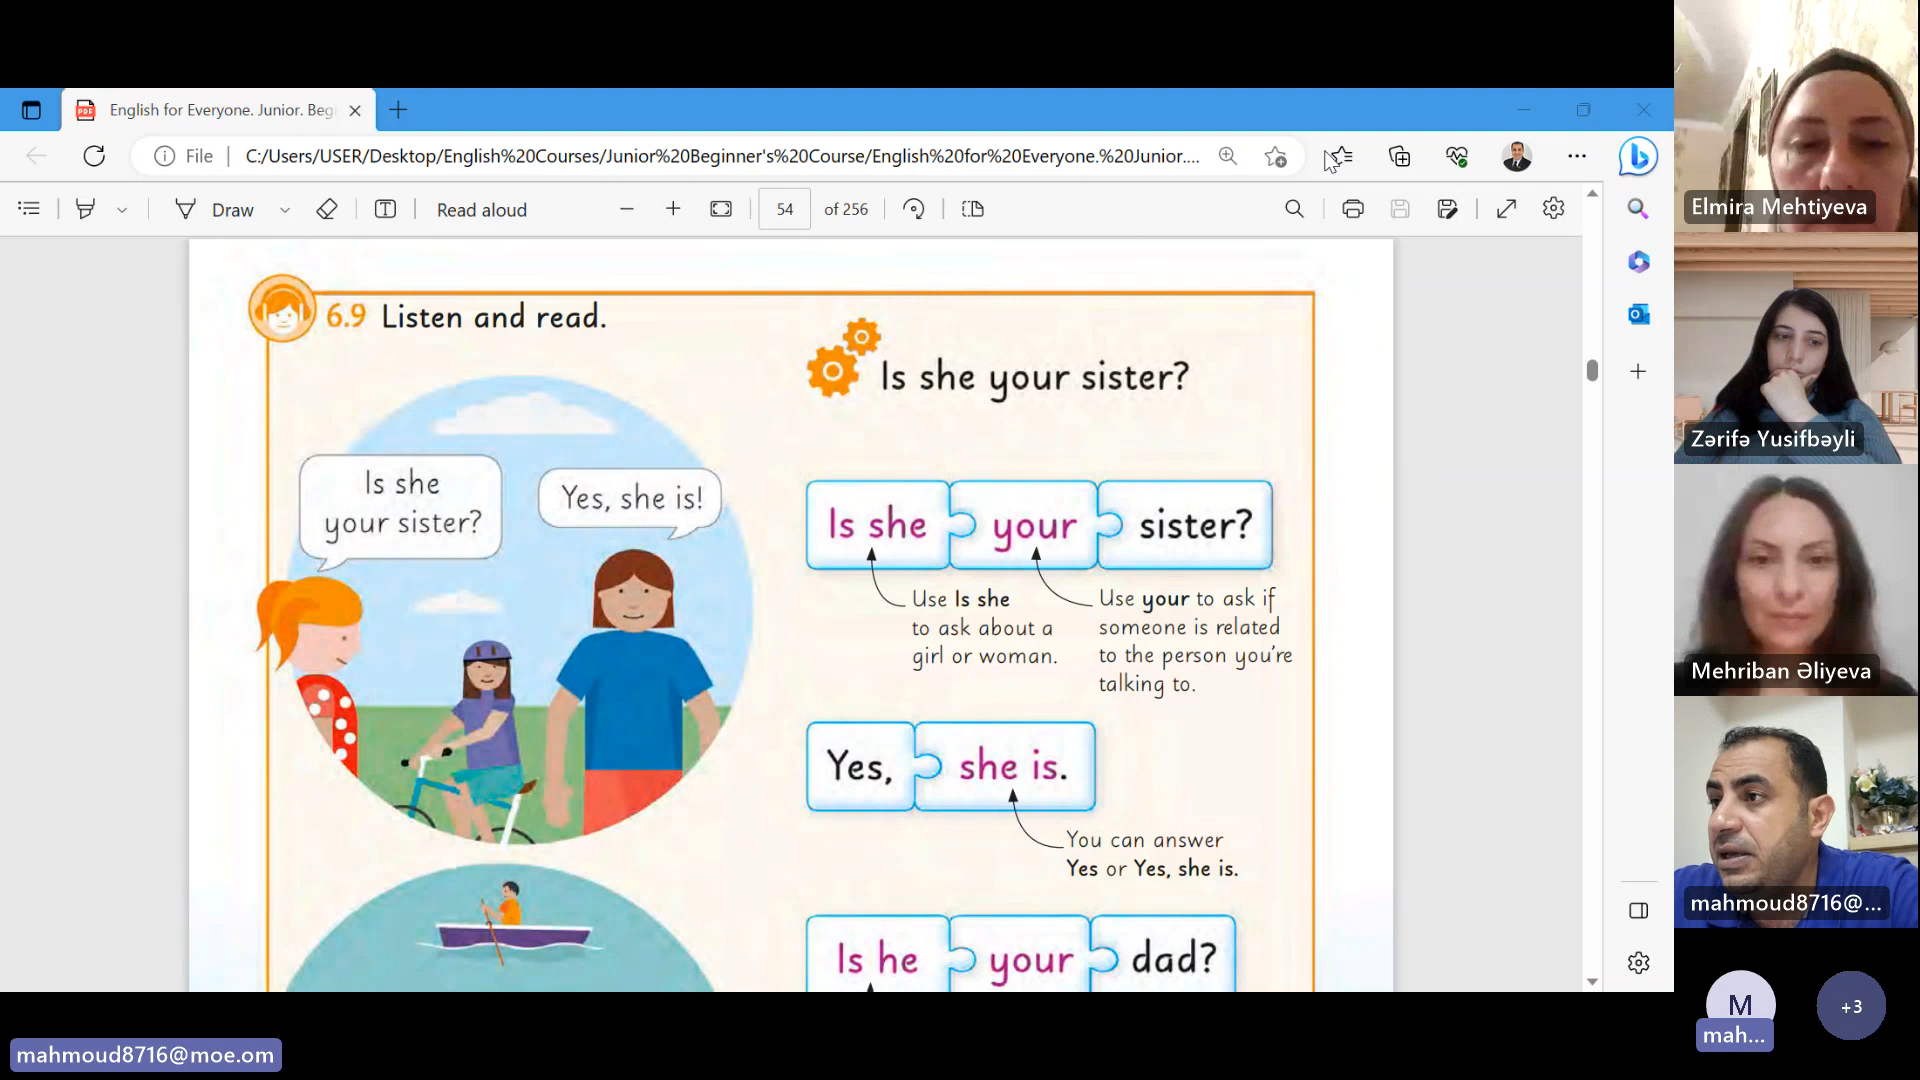 English for Everyone. Junior. Beg
File
C:/Users/USER/Desktop/English%20Courses/Junior%20Beginner's%20Course/English%20for%20Everyone.%20Junior....
Draw
Read aloud
54
of 256
6.9 Listen and read.
Is she your sister?
Is she
your sister?
Yes, she is!
Is she your sister?
Use Is she
to ask about a
girl or woman.
Use your to ask if
someone is related
to the person you're
talking to.
Yes, she is.
You can answer
Yes or Yes, she is.
Is he your dad?
Elmira Mehtiyeva
Zərifə Yusifbəyli
Mehriban Əliyeva
mahmoud8716@...
M
mah...
+3
mahmoud8716@moe.om